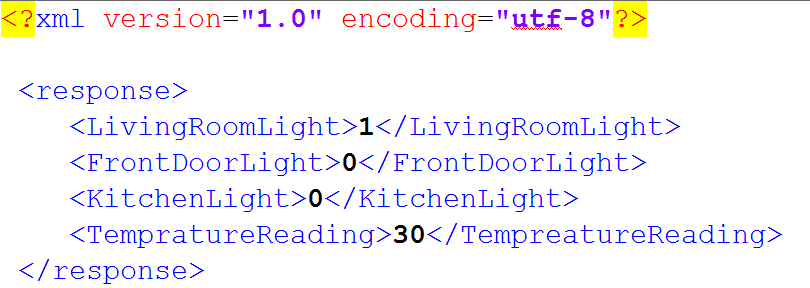 <?xml version="1.0" encoding="utf-8"?>
<response>
<LivingRoomLight>1</LivingRoomLight>
<FrontDoorLight>0</FrontDoorLight>
<KitchenLight>0</KitchenLight>
<TempratureReading>30</TempreatureReading>
</response>